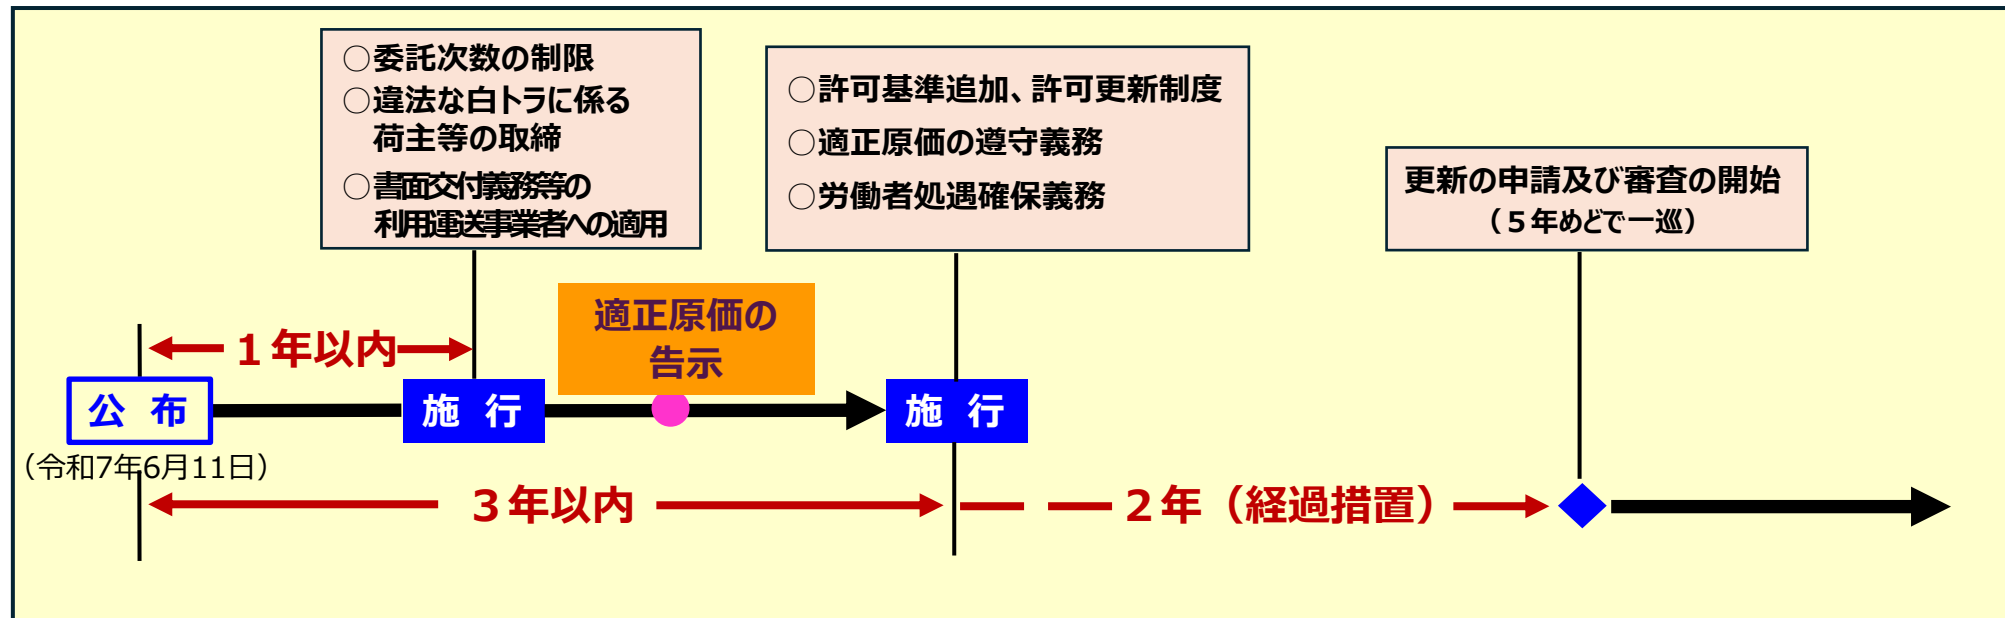 ○委託次数の制限
○違法な白トラに係る
荷主等の取締
○書面交付義務等の
利用運送事業者への適用
○許可基準追加、許可更新制度
○適正原価の遵守義務
○労働者処遇確保義務
更新の申請及び審査の開始
（５年めどで一巡）
適正原価の
告示
１年以内
公 布
施 行
施 行
（令和7年6月11日）
３年以内
２年（経過措置）